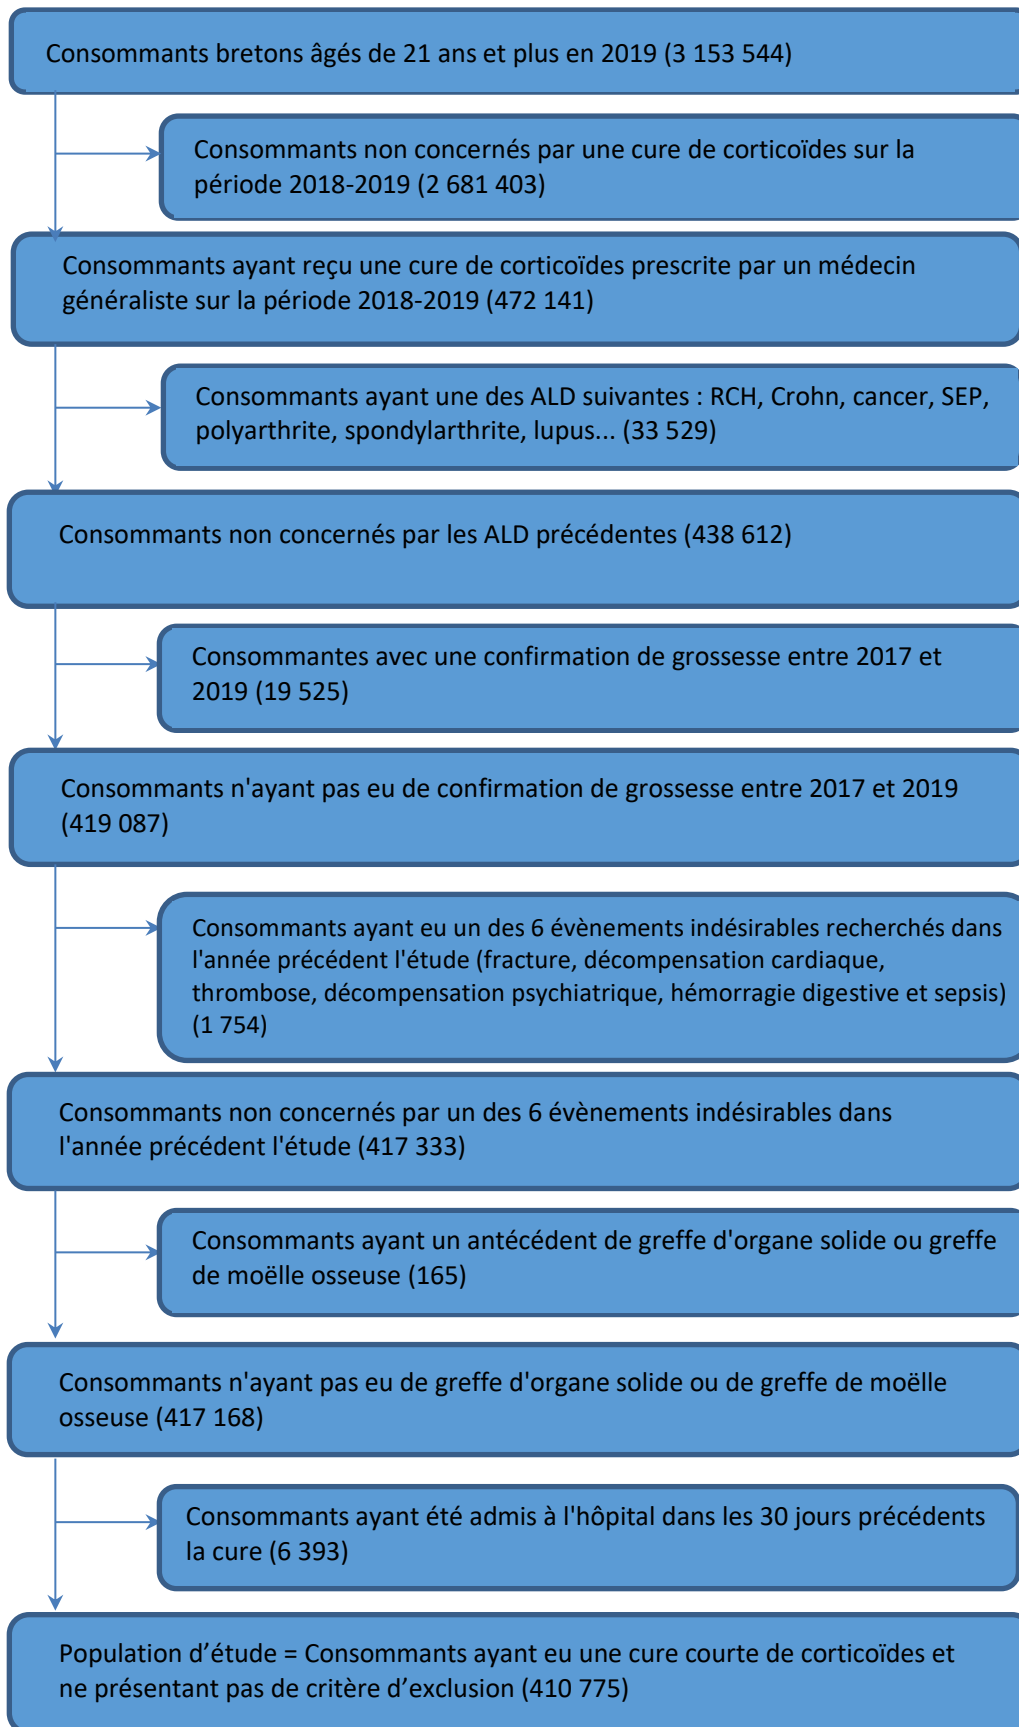 Consommants bretons âgés de 21 ans et plus en 2019 (3 153 544)
Consommants non concernés par une cure de corticoïdes sur la
période 2018-2019 (2 681 403)
Consommants ayant reçu une cure de corticoïdes prescrite par un médecin
généraliste sur la période 2018-2019 (472 141)
Consommants ayant une des ALD suivantes : RCH, Crohn, cancer, SEP,
polyarthrite, spondylarthrite, lupus... (33 529)
Consommants non concernés par les ALD précédentes (438 612)
Consommantes avec une confirmation de grossesse entre 2017 et
2019 (19 525)
Consommants n'ayant pas eu de confirmation de grossesse entre 2017 et 2019
(419 087)
Consommants ayant eu un des 6 évènements indésirables recherchés dans
l'année précédent l'étude (fracture, décompensation cardiaque,
thrombose, décompensation psychiatrique, hémorragie digestive et sepsis)
(1 754)
Consommants non concernés par un des 6 évènements indésirables dans
l'année précédent l'étude (417 333)
Consommants ayant un antécédent de greffe d'organe solide ou greffe
de moëlle osseuse (165)
Consommants n'ayant pas eu de greffe d'organe solide ou de greffe de moëlle
osseuse (417 168)
Consommants ayant été admis à l'hôpital dans les 30 jours précédents
la cure (6 393)
Population d’étude = Consommants ayant eu une cure courte de corticoïdes et
ne présentant pas de critère d’exclusion (410 775)